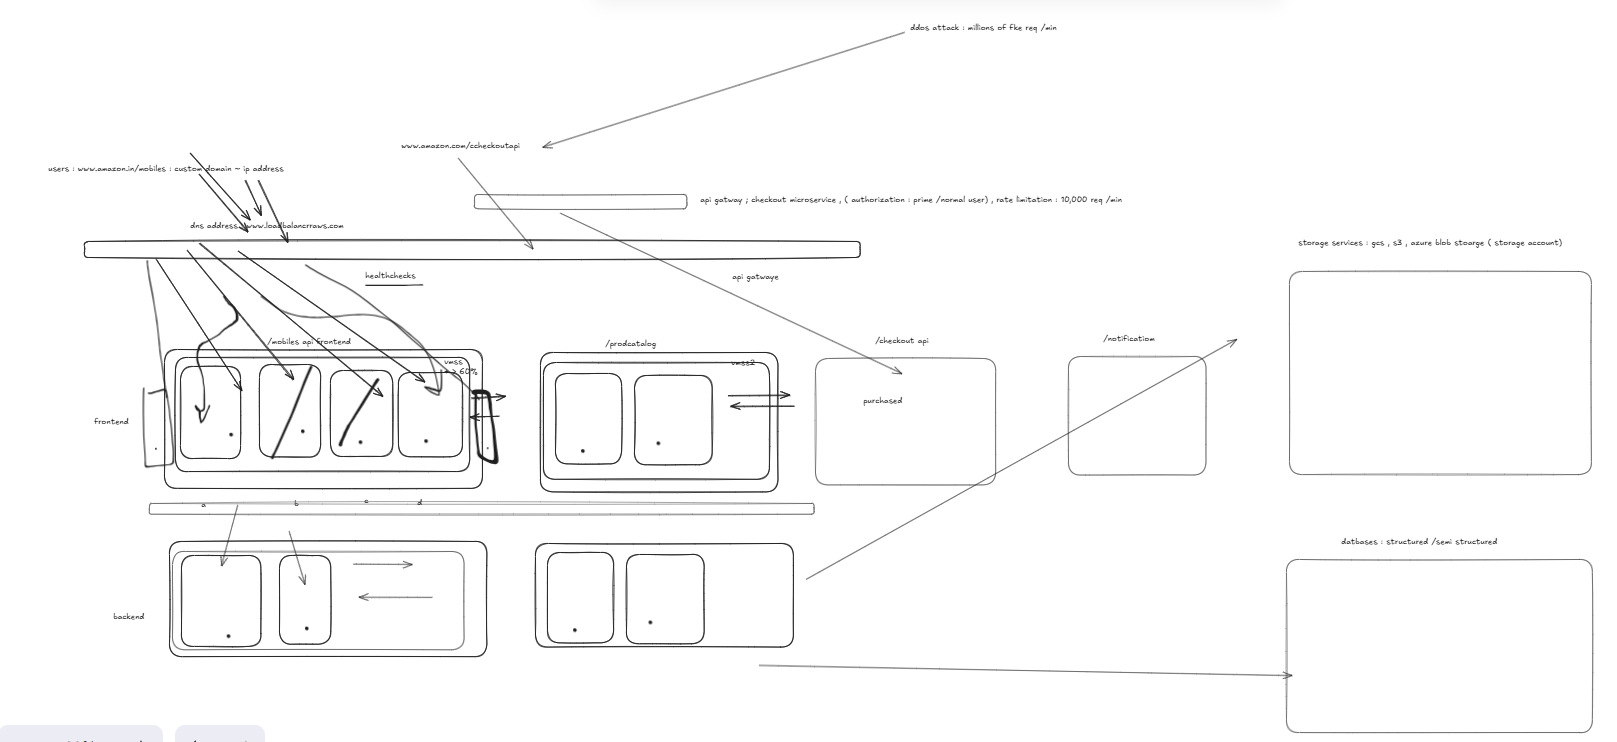 ddos attack : millions of fke req /min
www.amazon.com/ccheckoutapi
users : www.amazon.in/mobiles : custom domain ~ ip address
api gatway ; checkout microservice , ( authorization : prime /normal user) , rate limitation : 10,000 req /min
dns address : www.loadbalancrraws.com
storage services : gcs , s3 , azure blob stoarge ( storage account)
healthchecks
api gatwaye
/mobiles api frontend
/prodcatalog
/checkout api
/notification
vmss
> 60%
vmss2
purchased
frontend
a
b
c
d
datbases : structured /semi structured
backend